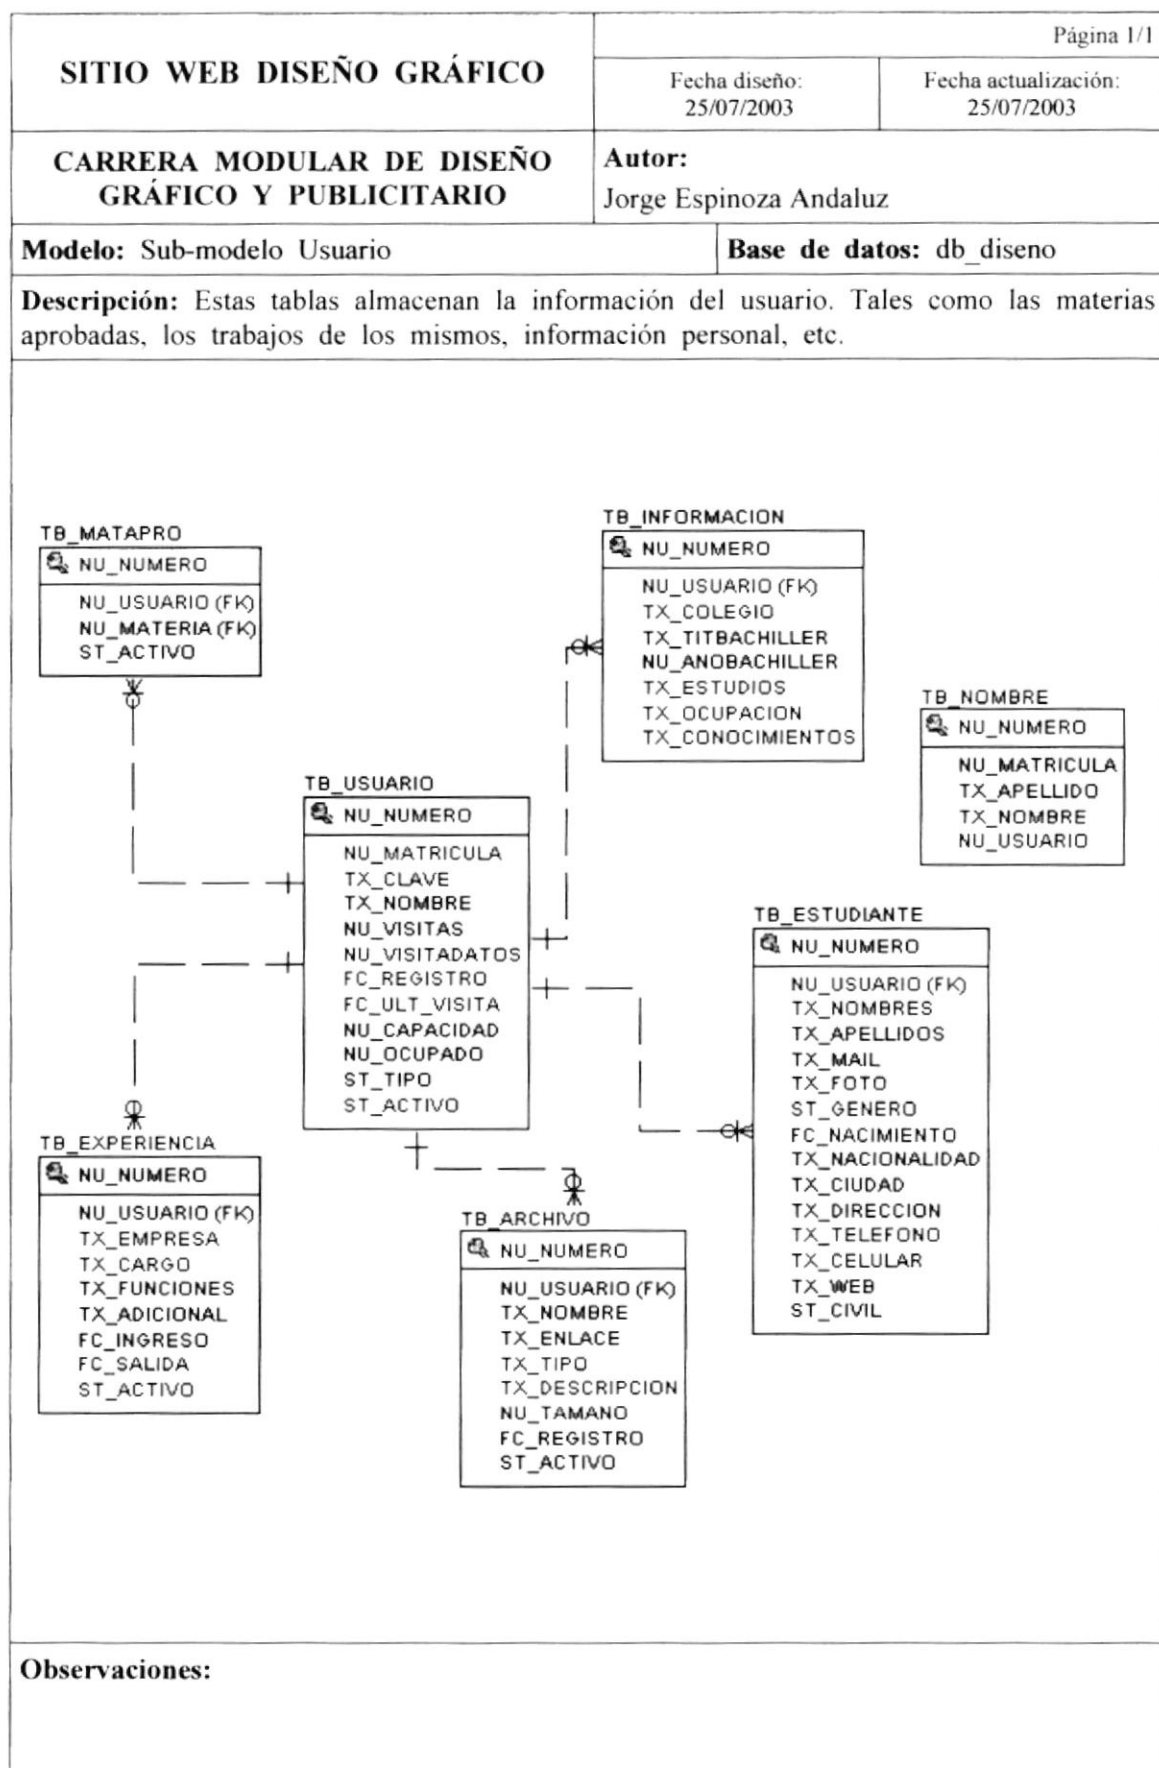 SITIO WEB DISEÑO GRÁFICO
Página 1/1
Fecha diseño:
25/07/2003
Fecha actualización:
25/07/2003
CARRERA MODULAR DE DISEÑO
GRÁFICO Y PUBLICITARIO
Autor:
Jorge Espinoza Andaluz
Modelo: Sub-modelo Usuario
Base de datos: db_diseno
Descripción: Estas tablas almacenan la información del usuario. Tales como las materias
aprobadas, los trabajos de los mismos, información personal, etc.
TB_MATAPRO
NU_NUMERO
NU_USUARIO (FK)
NU_MATERIA (FK)
ST_ACTIVO
TB_INFORMACION
NU_NUMERO
NU_USUARIO (FK)
TX_COLEGIO
TX_TITBACHILLER
NU_ANOBACHILLER
TX_ESTUDIOS
TX_OCUPACION
TX_CONOCIMIENTOS
TB_NOMBRE
NU_NUMERO
NU_MATRICULA
TX_APELLIDO
TX_NOMBRE
NU_USUARIO
TB_USUARIO
NU_NUMERO
NU_MATRICULA
TX_CLAVE
TX_NOMBRE
NU_VISITAS
NU_VISITADATOS
FC_REGISTRO
FC_ULT_VISITA
NU_CAPACIDAD
NU_OCUPADO
ST_TIPO
ST_ACTIVO
TB_ESTUDIANTE
NU_NUMERO
NU_USUARIO (FK)
TX_NOMBRES
TX_APELLIDOS
TX_MAIL
TX_FOTO
ST_GENERO
FC_NACIMIENTO
TX_NACIONALIDAD
TX_CIUDAD
TX_DIRECCION
TX_TELEFONO
TX_CELULAR
TX_WEB
ST_CIVIL
TB_EXPERIENCIA
NU_NUMERO
NU_USUARIO (FK)
TX_EMPRESA
TX_CARGO
TX_FUNCIONES
TX_ADICIONAL
FC_INGRESO
FC_SALIDA
ST_ACTIVO
TB_ARCHIVO
NU_NUMERO
NU_USUARIO (FK)
TX_NOMBRE
TX_ENLACE
TX_TIPO
TX_DESCRIPCION
NU_TAMANO
FC_REGISTRO
ST_ACTIVO
Observaciones: